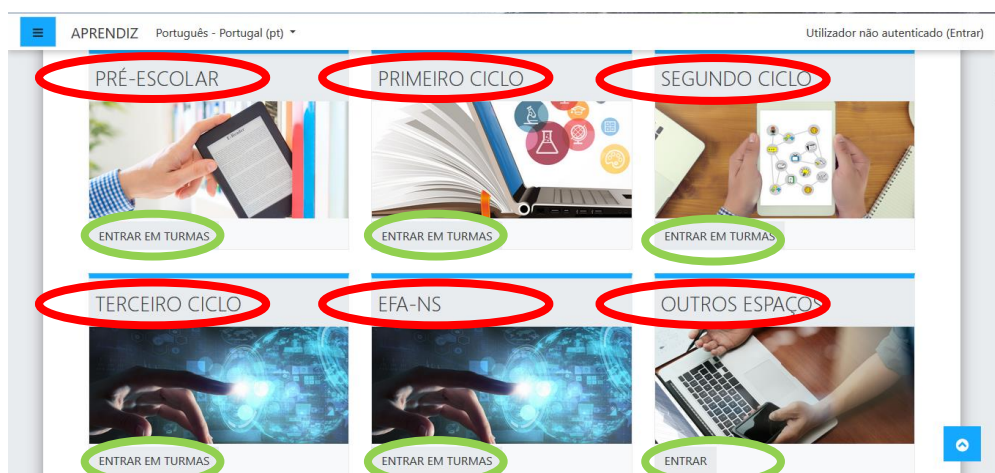 APRENDIZ Português - Portugal (pt) Utilizador não autenticado (Entrar)
PRÉ-ESCOLAR PRIMEIRO CICLO SEGUNDO CICLO
ENTRAR EM TURMAS ENTRAR EM TURMAS ENTRAR EM TURMAS
TERCEIRO CICLO EFA-NS OUTROS ESPAÇOS
ENTRAR EM TURMAS ENTRAR EM TURMAS ENTRAR